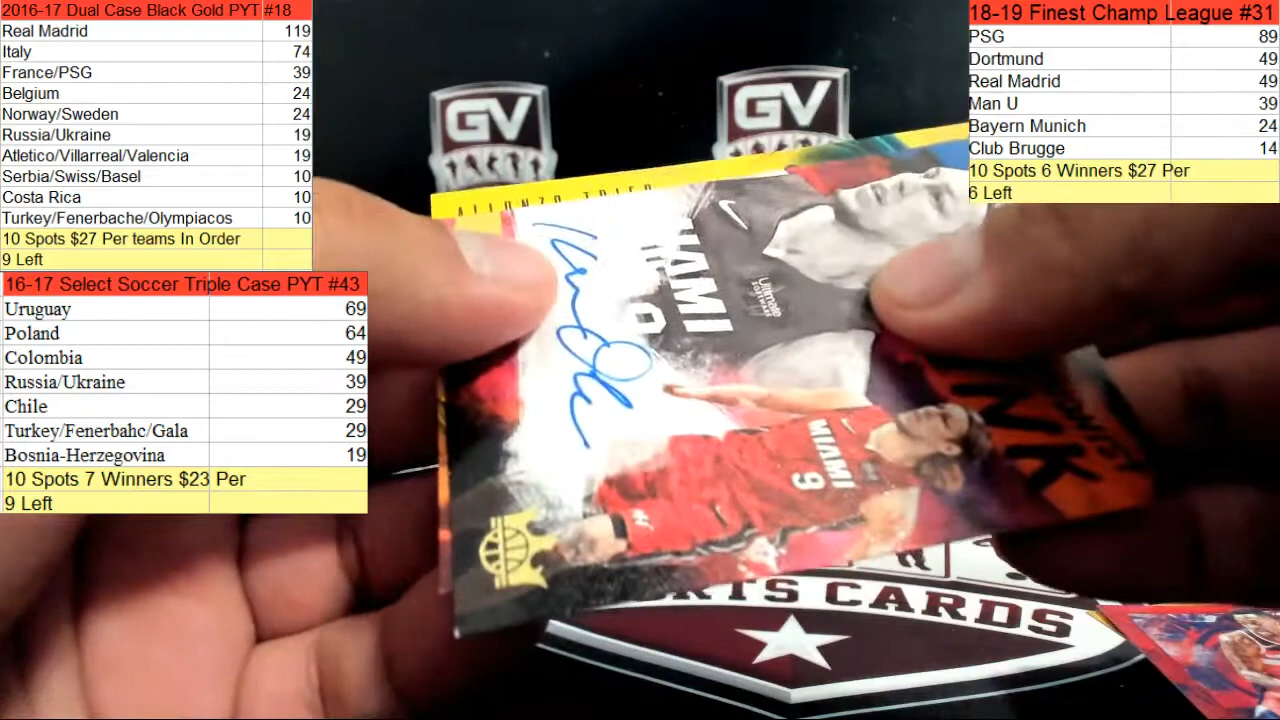 2016-17 Dual Case Black Gold PYT #18
Real Madrid 119
Italy 74
France/PSG 39
Belgium 24
Norway/Sweden 24
Russia/Ukraine 19
Atletico/Villarreal/Valencia 19
Serbia/Swiss/Basel 10
Costa Rica 10
Turkey/Fenerbache/Olympiacos 10
10 Spots $27 Per teams In Order
9 Left
16-17 Select Soccer Triple Case PYT #43
Uruguay 69
Poland 64
Colombia 49
Russia/Ukraine 39
Chile 29
Turkey/Fenerbahc/Gala 29
Bosnia-Herzegovina 19
10 Spots 7 Winners $23 Per
9 Left
18-19 Finest Champ League #31
PSG 89
Dortmund 49
Real Madrid 49
Man U 39
Bayern Munich 24
Club Brugge 14
10 Spots 6 Winners $27 Per
6 Left
GV
GV
ALONZO TRIER
Ultimate
SOFTWARE
MIAMI
9
INK
RTS CARDS